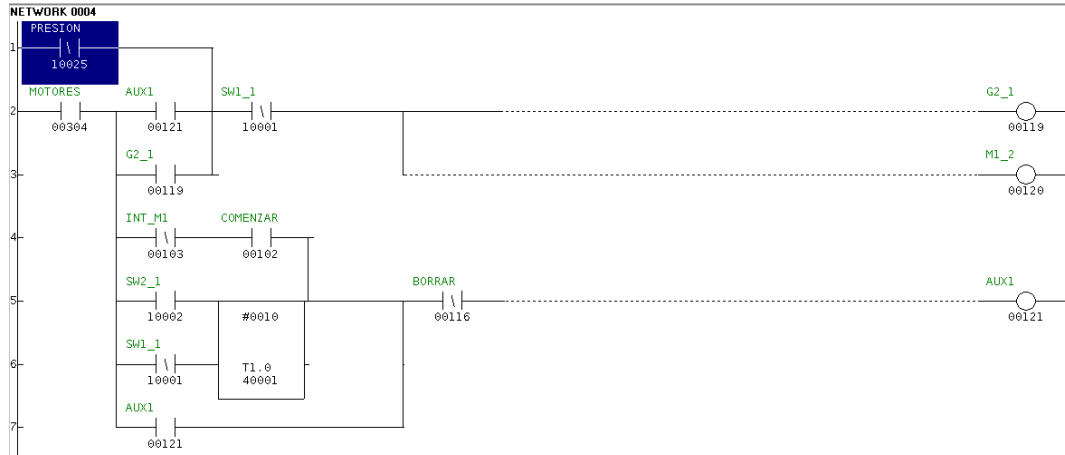 NETWORK 0004
PRESION
1
10025
MOTORES AUX1 SW1_1 G2_1
2
00304 00121 10001 00119
G2_1 M1_2
3
00119 00120
INT_M1 COMENZAR
4
00103 00102
SW2_1 BORRAR AUX1
5
10002 #0010 00116 00121
SW1_1
6
T1.0
10001 40001
AUX1
7
00121